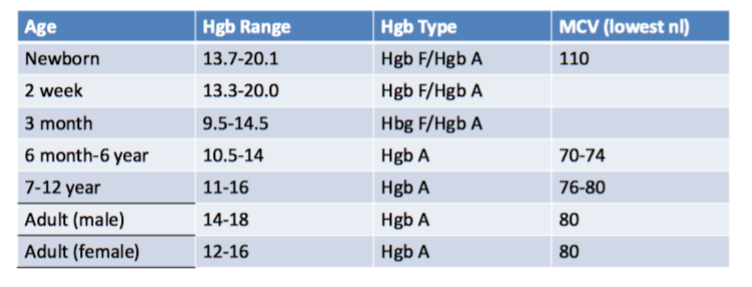 Age Hgb Range Hgb Type MCV (lowest nl)
Newborn 13.7-20.1 Hgb F/Hgb A 110
2 week 13.3-20.0 Hgb F/Hgb A
3 month 9.5-14.5 Hbg F/Hgb A
6 month-6 year 10.5-14 Hgb A 70-74
7-12 year 11-16 Hgb A 76-80
Adult (male) 14-18 Hgb A 80
Adult (female) 12-16 Hgb A 80